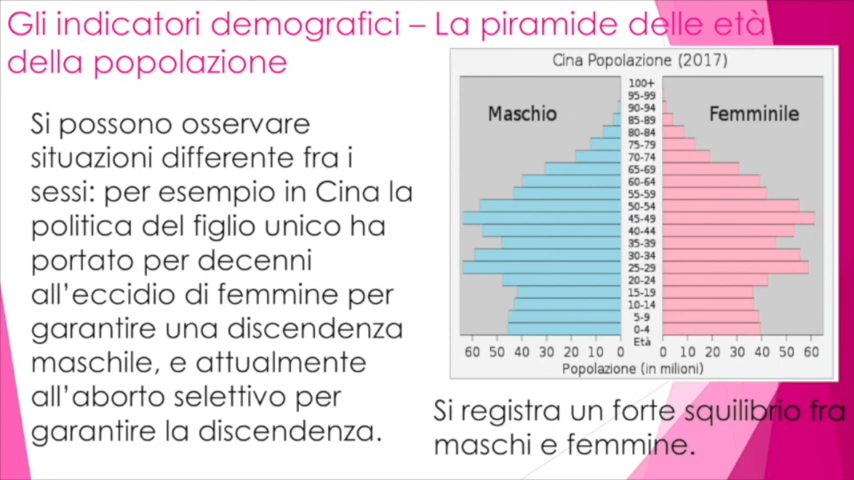 Gli indicatori demografici – La piramide delle età
della popolazione
Si possono osservare
situazioni differente fra i
sessi: per esempio in Cina la
politica del figlio unico ha
portato per decenni
all'eccidio di femmine per
garantire una discendenza
maschile, e attualmente
all'aborto selettivo per
garantire la discendenza.
Cina Popolazione (2017)
Maschio
Femminile
100+
95-99
90-94
85-89
80-84
75-79
70-74
65-69
60-64
55-59
50-54
45-49
40-44
35-39
30-34
25-29
20-24
15-19
10-14
5-9
0-4
Età
60 50 40 30 20 10 0 0 10 20 30 40 50 60
Popolazione (in milioni)
Si registra un forte squilibrio fra
maschi e femmine.